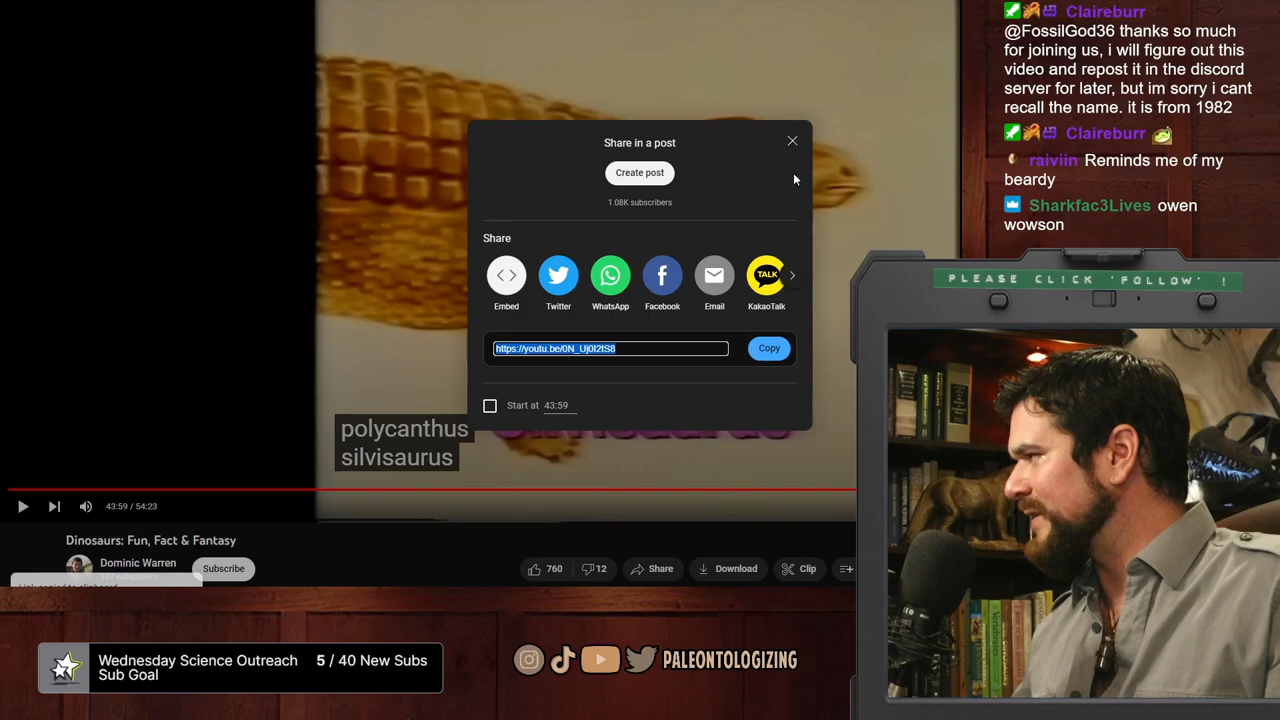 Claireburr
@FossilGod36 thanks so much
for joining us, i will figure out this
video and repost it in the discord
server for later, but im sorry i cant
recall the name. it is from 1982
Claireburr
raiviin Reminds me of my
beardy
Sharkfac3Lives owen
wowson
PLEASE CLICK 'FOLLOW' !
Share in a post
Create post
1.08K subscribers
Share
Embed
Twitter
WhatsApp
Facebook
Email
TALK
KakaoTalk
https://youtu.be/0N_Uj0t2tS8
Copy
Start at 43:59
polycanthus
silvisaurus
43:59 / 54:23
Dinosaurs: Fun, Fact & Fantasy
Dominic Warren
Subscribe
760
12
Share
Download
Clip
Wednesday Science Outreach
Sub Goal
5 / 40 New Subs
PALEONTOLOGIZING